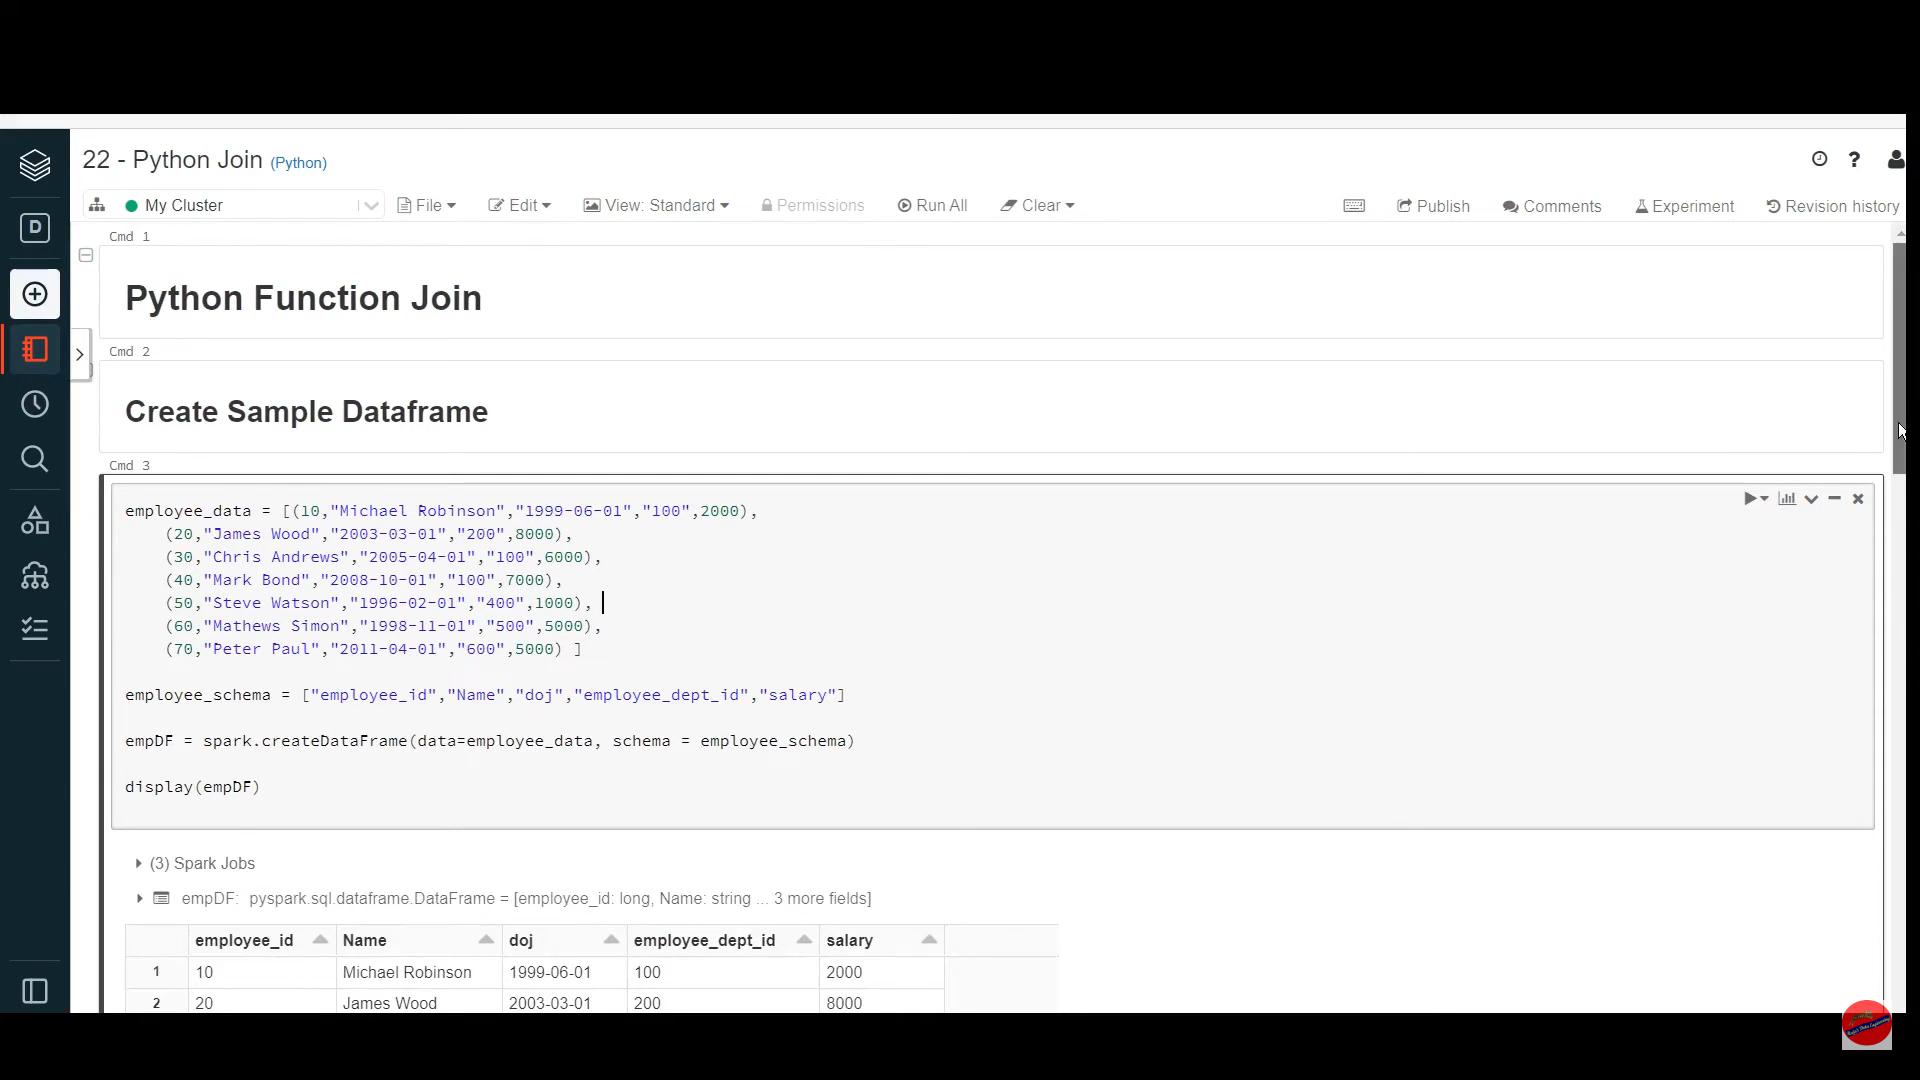 22 - Python Join (Python)
My Cluster File Edit View: Standard Permissions Run All Clear Publish Comments Experiment Revision history
Cmd 1
Python Function Join
Cmd 2
Create Sample Dataframe
Cmd 3
employee_data = [(10,"Michael Robinson","1999-06-01","100",2000),
(20,"James Wood","2003-03-01","200",8000),
(30,"Chris Andrews","2005-04-01","100",6000),
(40,"Mark Bond","2008-10-01","100",7000),
(50,"Steve Watson","1996-02-01","400",1000),
(60,"Mathews Simon","1998-11-01","500",5000),
(70,"Peter Paul","2011-04-01","600",5000) ]
employee_schema = ["employee_id","Name","doj","employee_dept_id","salary"]
empDF = spark.createDataFrame(data=employee_data, schema = employee_schema)
display(empDF)
(3) Spark Jobs
empDF: pyspark.sql.dataframe.DataFrame = [employee_id: long, Name: string ... 3 more fields]
employee_id Name doj employee_dept_id salary
1 10 Michael Robinson 1999-06-01 100 2000
2 20 James Wood 2003-03-01 200 8000